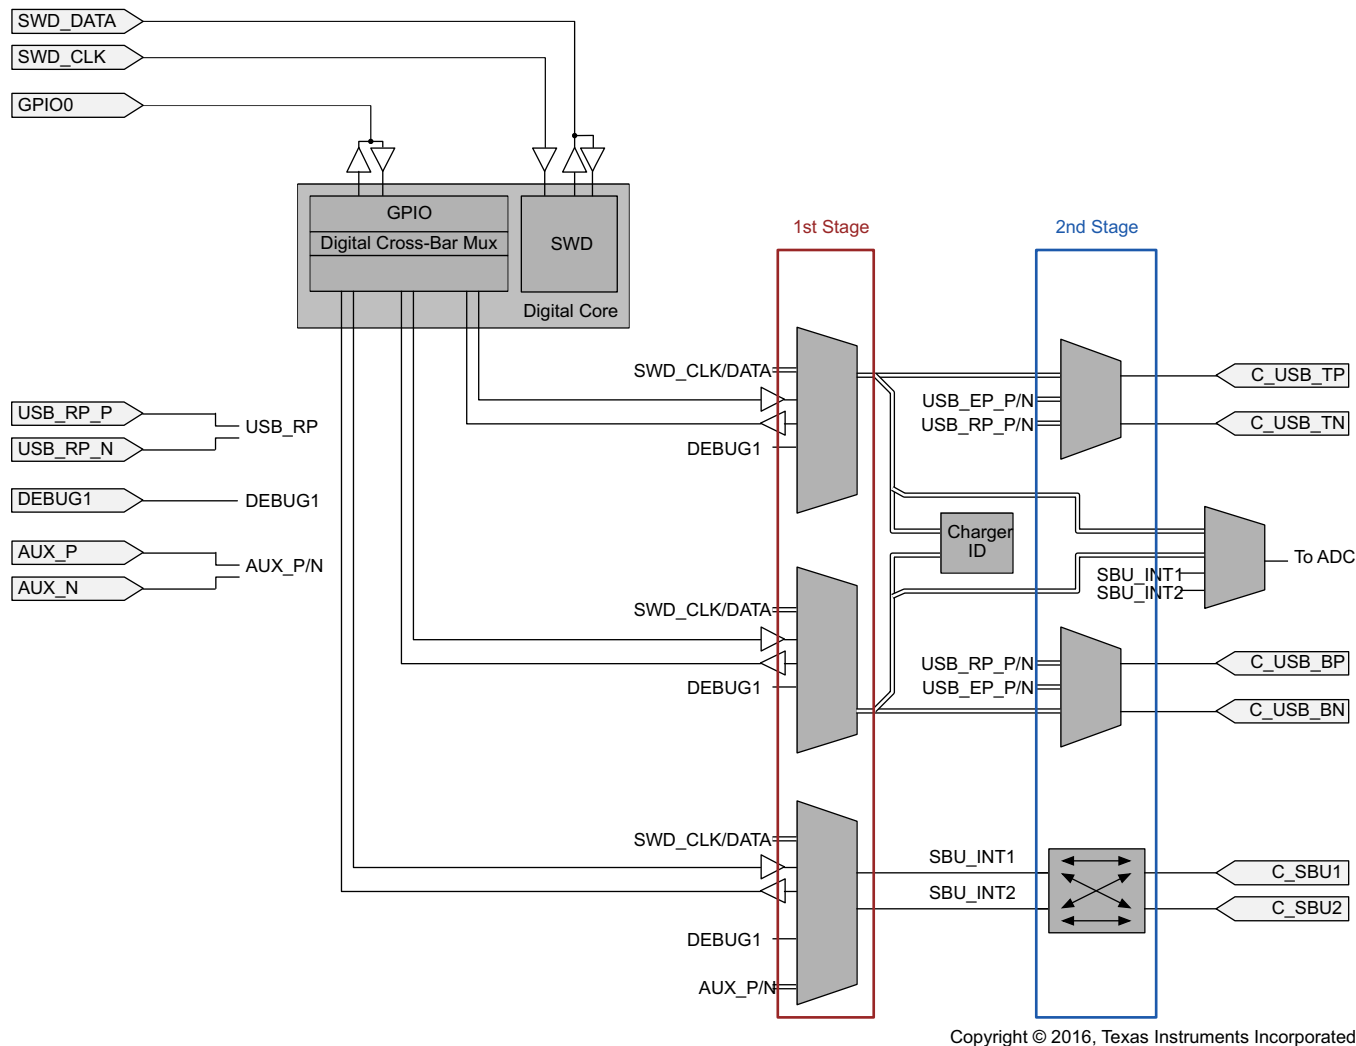 SWD_DATA
SWD_CLK
GPIO0
GPIO
Digital Cross-Bar Mux
SWD
Digital Core
1st Stage
2nd Stage
SWD_CLK/DATA
DEBUG1
USB_EP_P/N
USB_RP_P/N
C_USB_TP
C_USB_TN
USB_RP_P
USB_RP_N
USB_RP
DEBUG1
DEBUG1
AUX_P
AUX_N
AUX_P/N
Charger
ID
SBU_INT1
SBU_INT2
To ADC
SWD_CLK/DATA
DEBUG1
USB_RP_P/N
USB_EP_P/N
C_USB_BP
C_USB_BN
SWD_CLK/DATA
DEBUG1
AUX_P/N
SBU_INT1
SBU_INT2
C_SBU1
C_SBU2
Copyright © 2016, Texas Instruments Incorporated